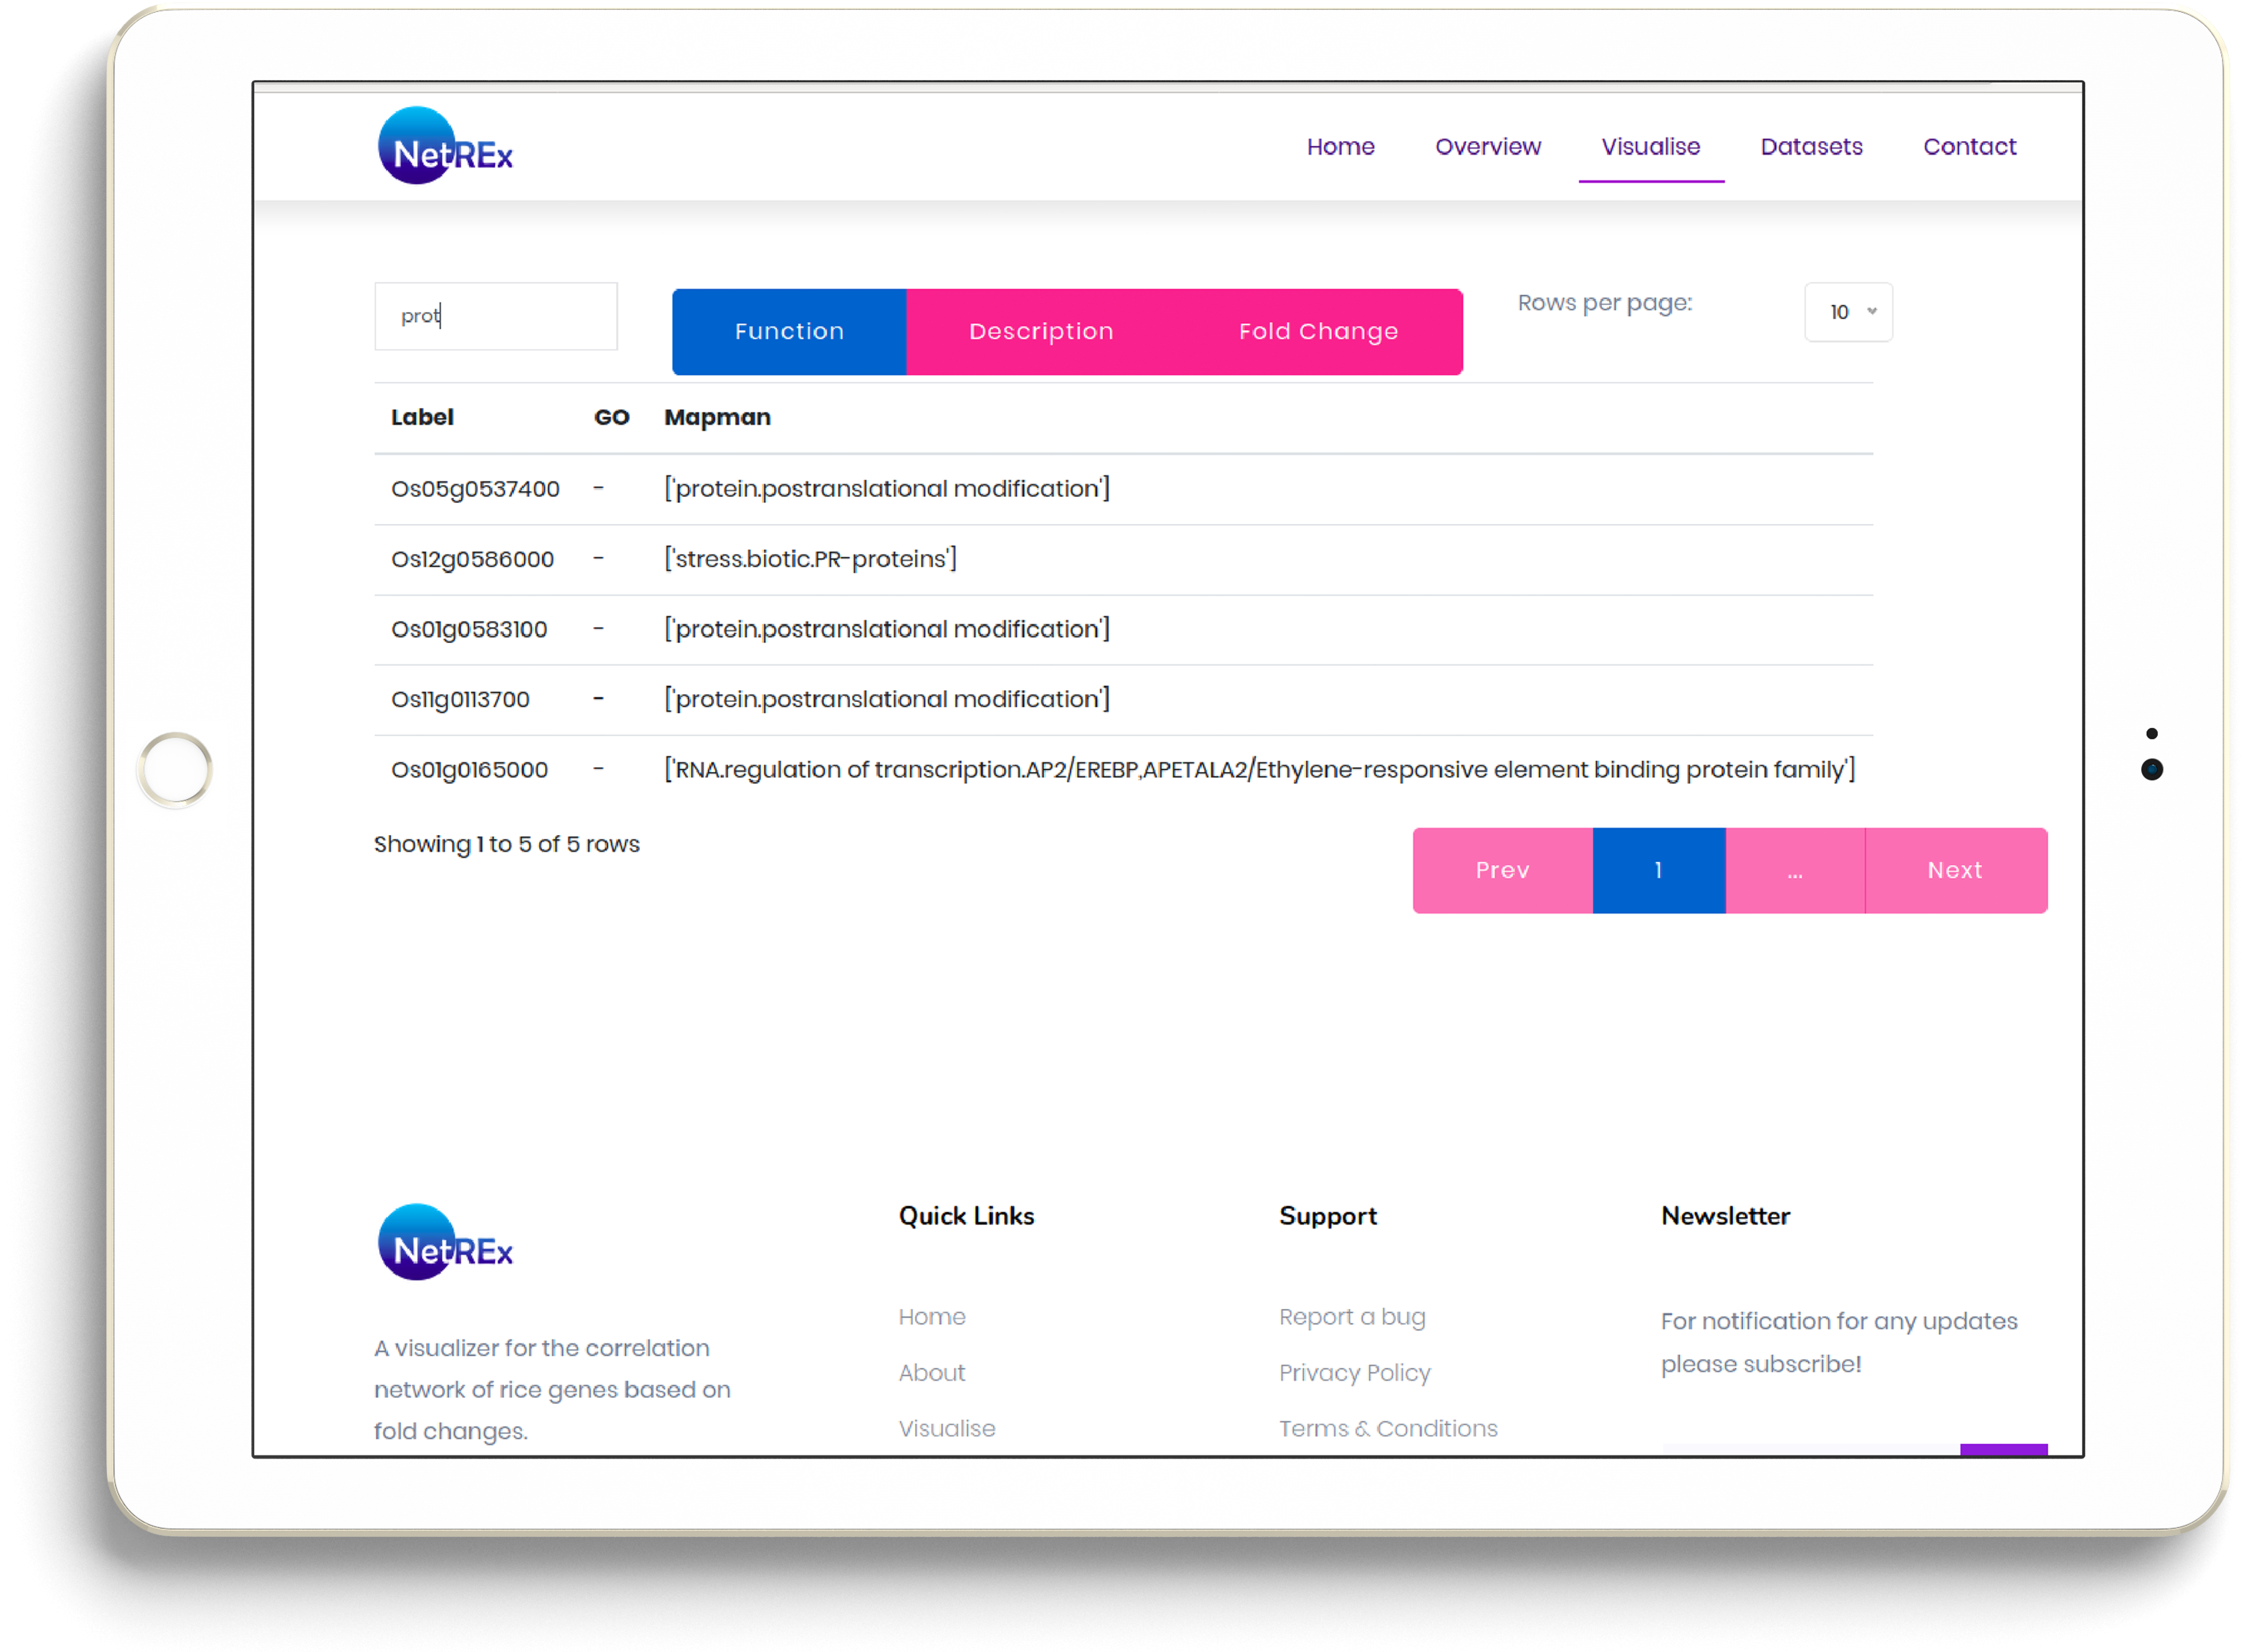 NetREx
Home Overview Visualise Datasets Contact
prot Function Description Fold Change Rows per page: 10
Label GO Mapman
Os05g0537400 - ['protein.postranslational modification']
Os12g0586000 - ['stress.biotic.PR-proteins']
Os01g0583100 - ['protein.postranslational modification']
Os11g0113700 - ['protein.postranslational modification']
Os01g0165000 - ['RNA.regulation of transcription.AP2/EREBP,APETALA2/Ethylene-responsive element binding protein family']
Showing 1 to 5 of 5 rows
Prev 1 ... Next
NetREx
A visualizer for the correlation
network of rice genes based on
fold changes.
Quick Links
Home
About
Visualise
Support
Report a bug
Privacy Policy
Terms & Conditions
Newsletter
For notification for any updates
please subscribe!